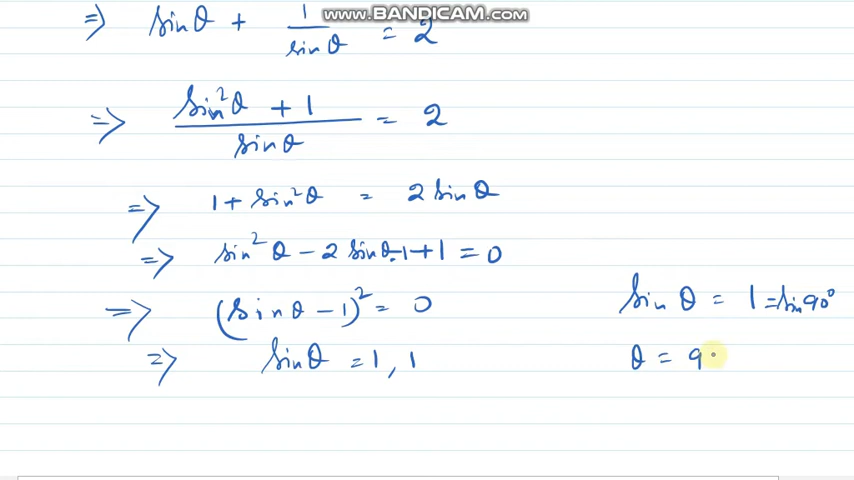 WWW.BANDICAM.COM
=> sinθ + 1/sinθ = 2
=> (sin²θ + 1)/sinθ = 2
=> 1 + sin²θ = 2 sinθ
=> sin²θ - 2 sinθ.1 + 1 = 0
=> (sinθ - 1)² = 0
=> sinθ = 1, 1
sinθ = 1 = sin90°
θ = 9